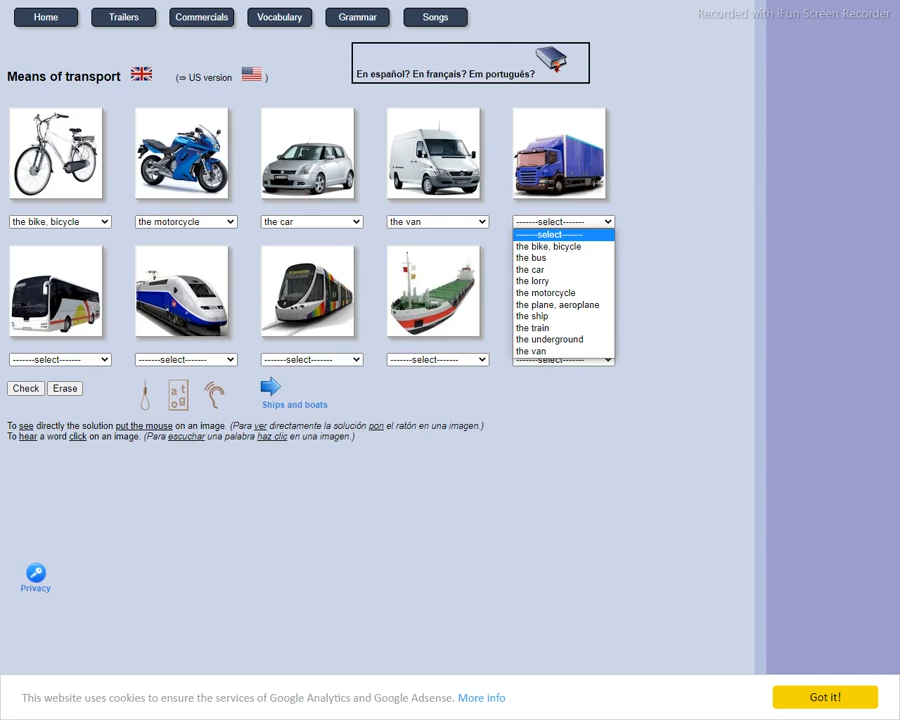 Home Trailers Commercials Vocabulary Grammar Songs
Recorded with iFun Screen Recorder
Means of transport (⇒ US version )
En español? En français? Em português?
the bike, bicycle the motorcycle the car the van -------select-------
-------select-------
the bike, bicycle
the bus
the car
the lorry
the motorcycle
the plane, aeroplane
the ship
the train
the underground
the van
-------select------- -------select------- -------select------- -------select------- -------select-------
Check Erase
a t
o g
Ships and boats
To see directly the solution put the mouse on an image. (Para ver directamente la solución pon el ratón en una imagen.)
To hear a word click on an image. (Para escuchar una palabra haz clic en una imagen.)
Privacy
This website uses cookies to ensure the services of Google Analytics and Google Adsense. More info
Got it!